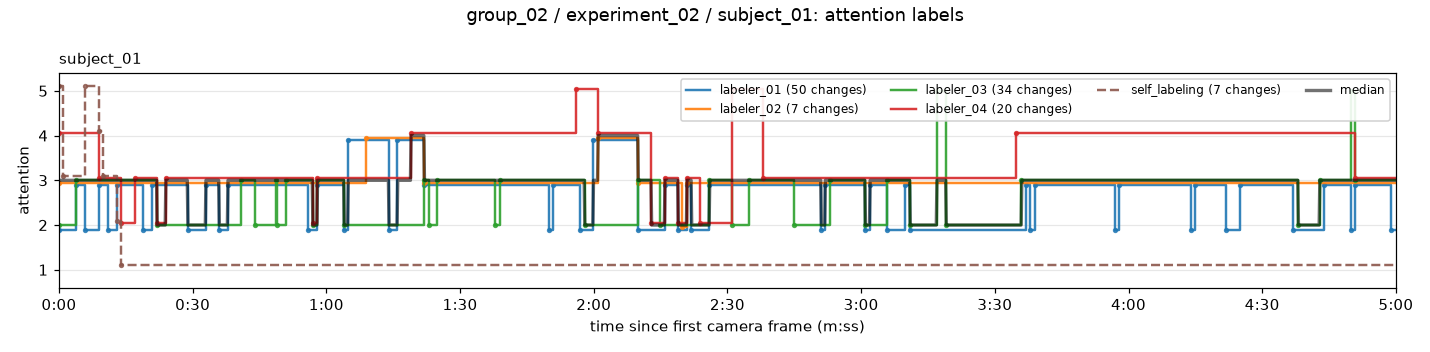 group_02 / experiment_02 / subject_01: attention labels
subject_01
labeler_01 (50 changes)
labeler_02 (7 changes)
labeler_03 (34 changes)
labeler_04 (20 changes)
self_labeling (7 changes)
median
attention
5
4
3
2
1
0:00 0:30 1:00 1:30 2:00 2:30 3:00 3:30 4:00 4:30 5:00
time since first camera frame (m:ss)